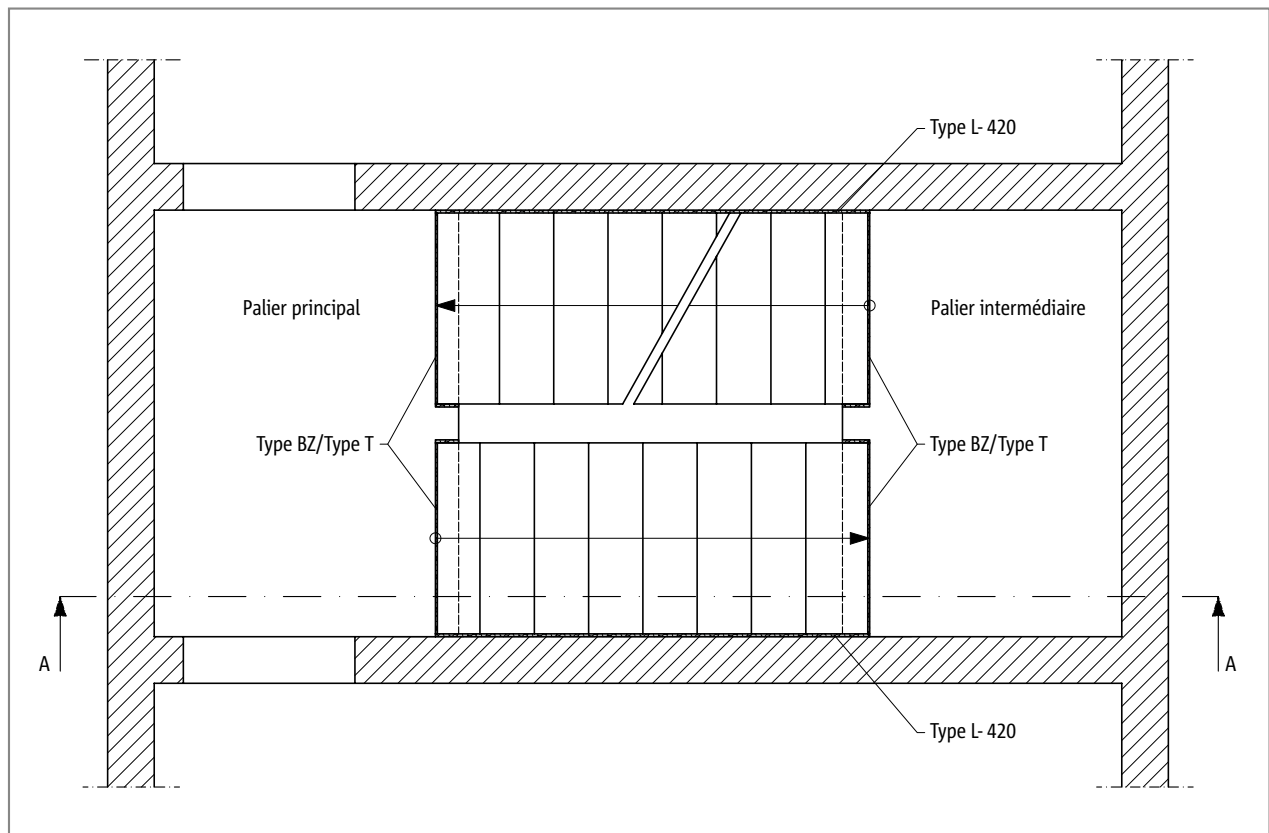 Type L- 420
Palier principal
Palier intermédiaire
Type BZ/Type T
Type BZ/Type T
A
A
Type L- 420